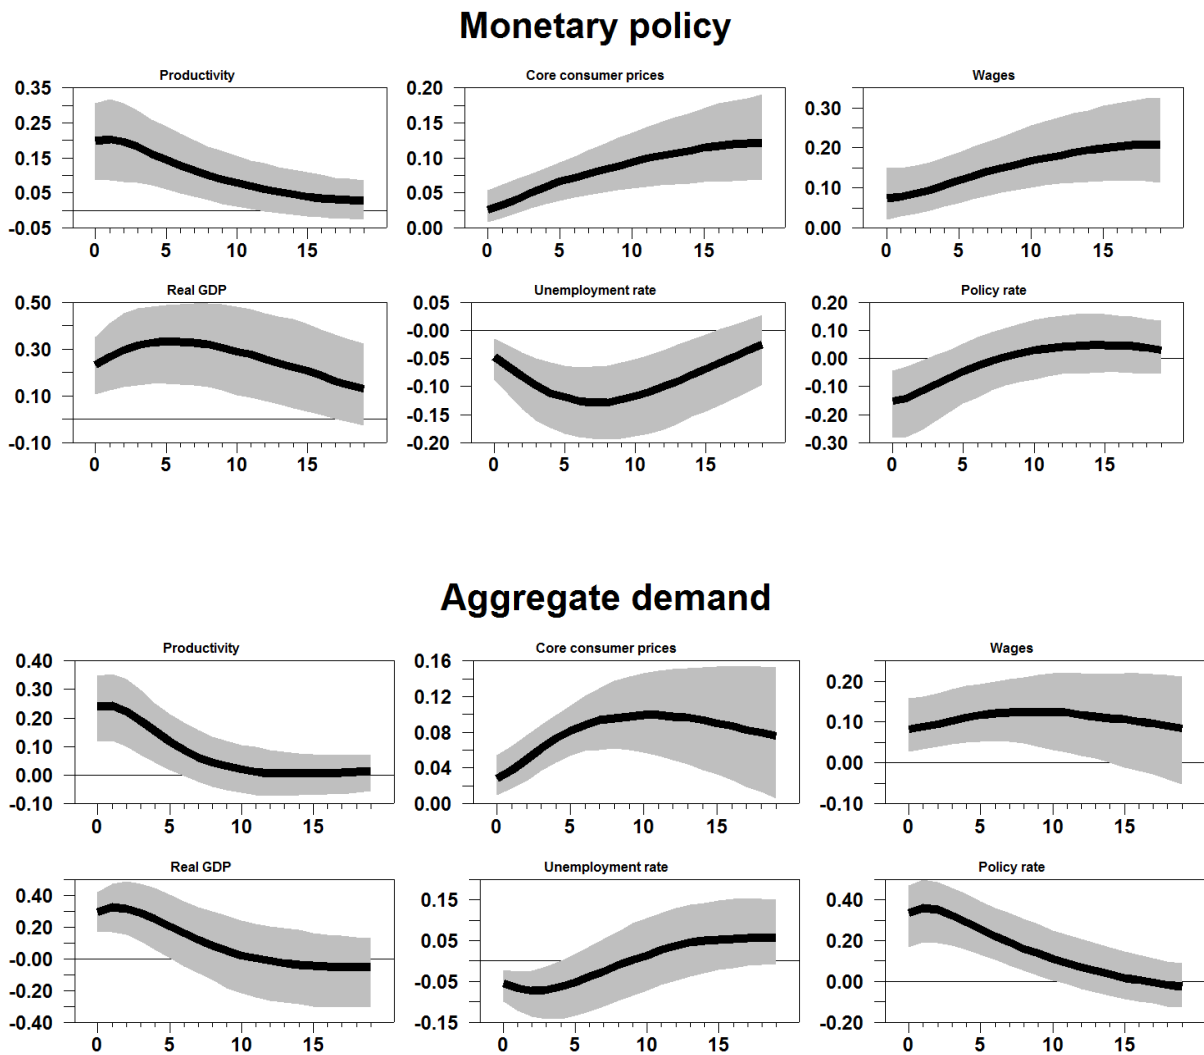 Monetary policy
Productivity Core consumer prices Wages
0.35 0.20 0.30
0.25 0.15
0.15 0.10 0.20
0.05 0.05 0.10
-0.05 0.00 0.00
0 5 10 15 0 5 10 15 0 5 10 15
Real GDP Unemployment rate Policy rate
0.50 0.05 0.20
-0.00 0.10
0.30 -0.05 0.00
0.10 -0.10 -0.10
-0.15 -0.20
-0.10 -0.20 -0.30
0 5 10 15 0 5 10 15 0 5 10 15
Aggregate demand
Productivity Core consumer prices Wages
0.40 0.16 0.20
0.30 0.12
0.20 0.08 0.10
0.10 0.04 0.00
0.00
-0.10 0.00 -0.10
0 5 10 15 0 5 10 15 0 5 10 15
Real GDP Unemployment rate Policy rate
0.40 0.15 0.40
0.20 0.05 0.20
0.00
-0.20 -0.05 0.00
-0.40 -0.15 -0.20
0 5 10 15 0 5 10 15 0 5 10 15